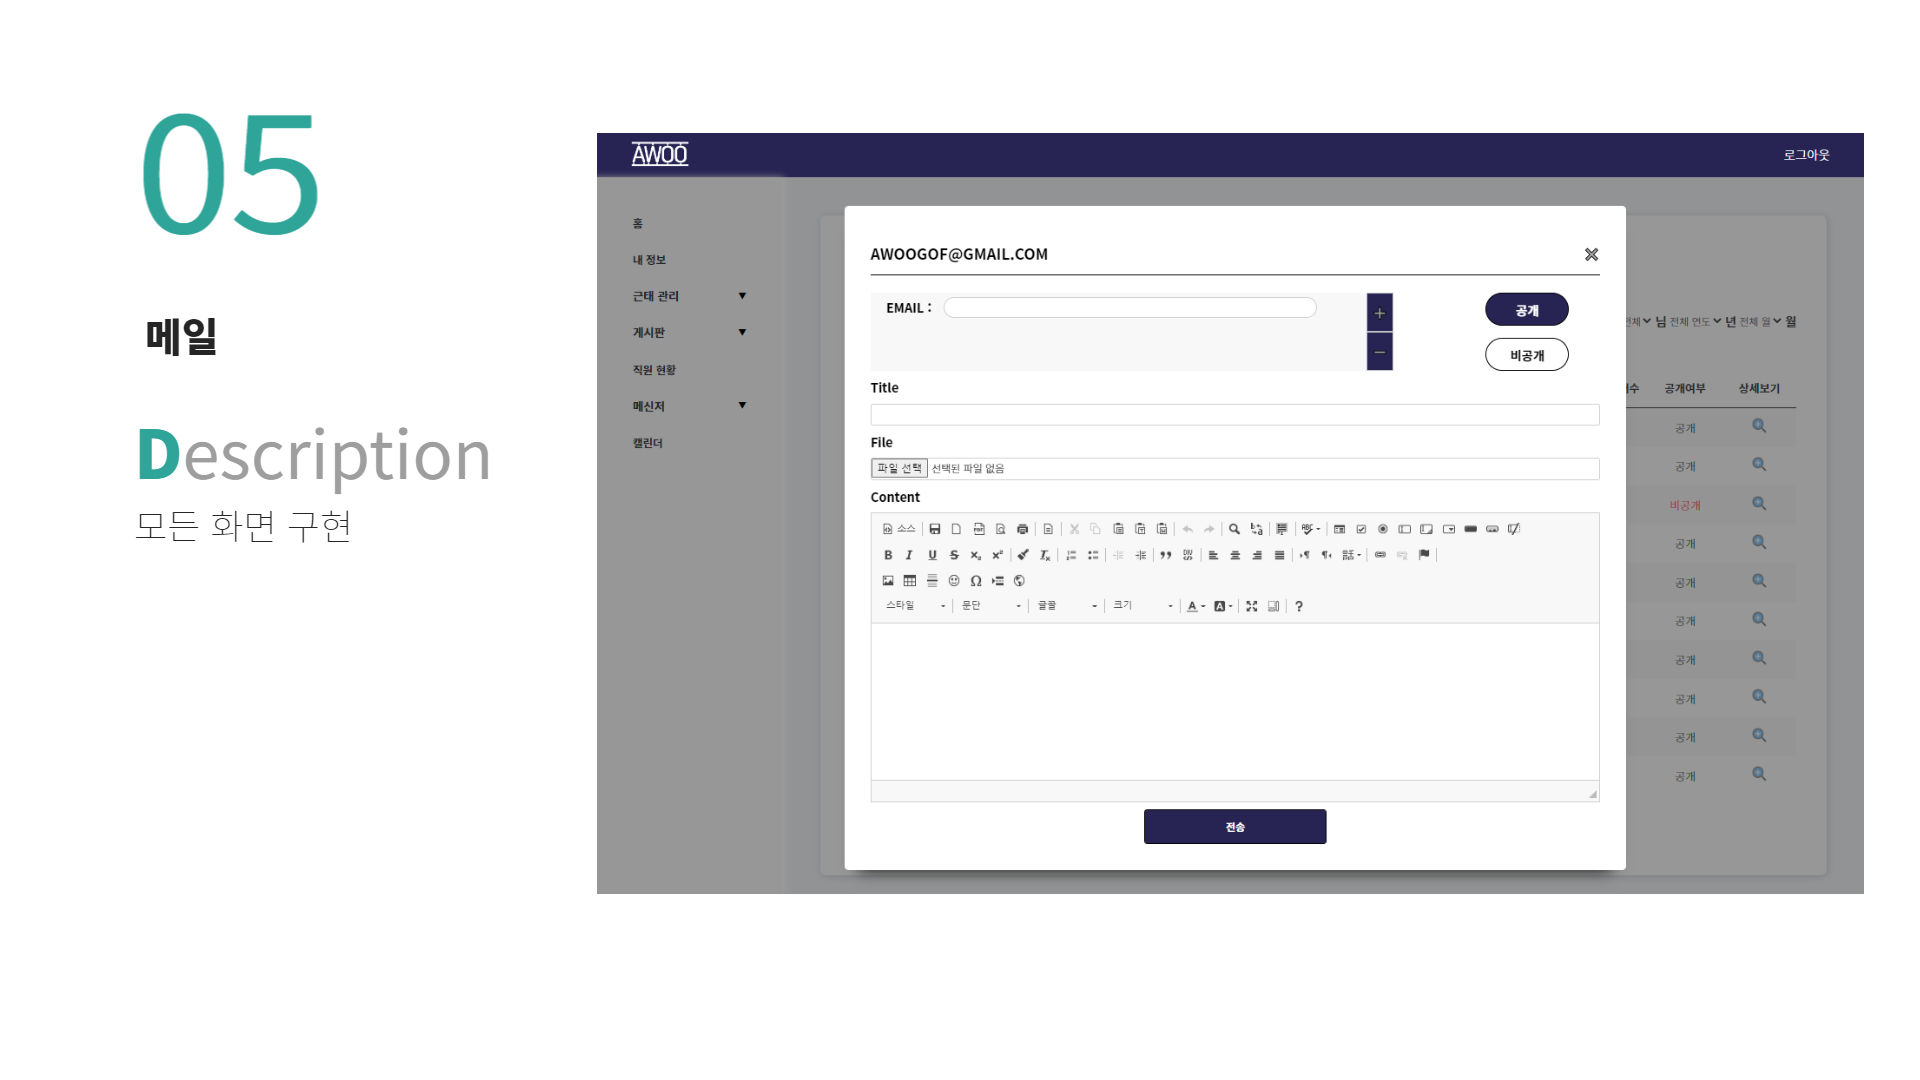 05
메일
Description
모든 화면 구현
AWOO
로그아웃
홈
내 정보
근태 관리 ▼
게시판 ▼
직원 현황
메신저 ▼
캘린더
AWOOGOF@GMAIL.COM
EMAIL :
+
−
공개
비공개
Title
File
파일 선택 선택된 파일 없음
Content
소스
스타일 문단 글꼴 크기
전송
님 전체 연도 년 전체 월 월
공개여부 상세보기
공개
공개
비공개
공개
공개
공개
공개
공개
공개
공개